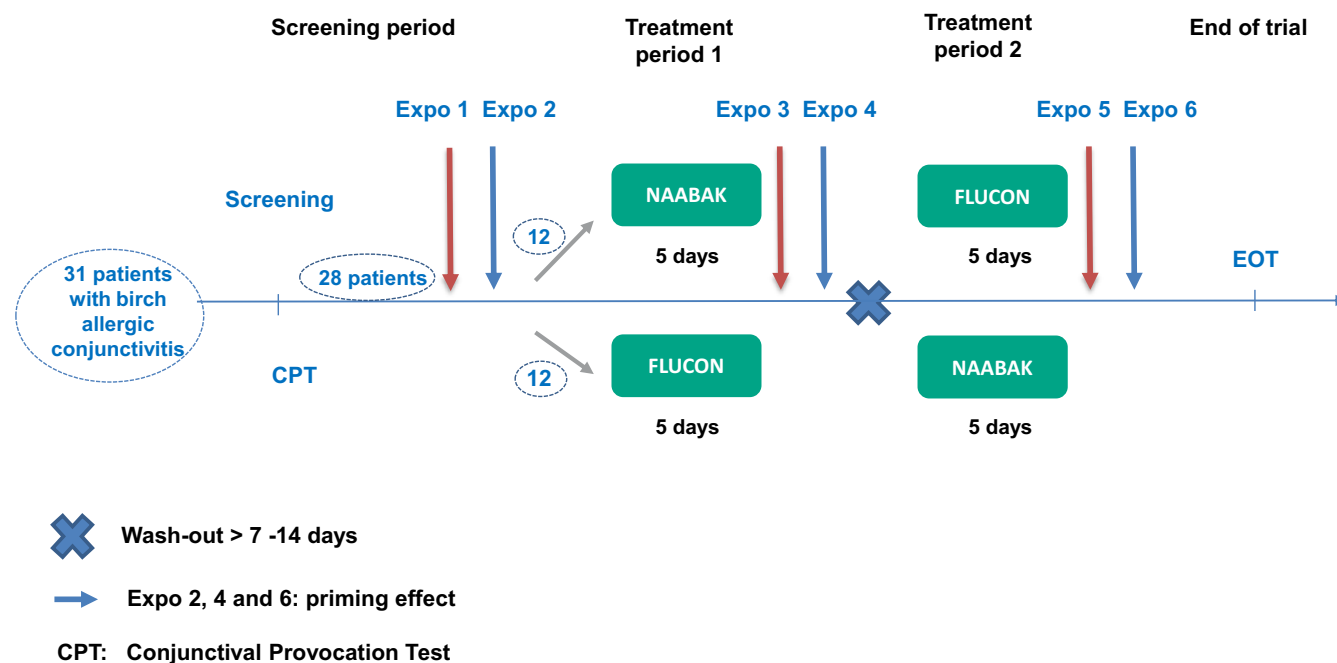 Screening period
Treatment
period 1
Treatment
period 2
End of trial
Expo 1 Expo 2
Expo 3 Expo 4
Expo 5 Expo 6
Screening
NAABAK
FLUCON
12
5 days
5 days
31 patients
with birch
allergic
conjunctivitis
28 patients
EOT
CPT
12
FLUCON
NAABAK
5 days
5 days
Wash-out > 7 -14 days
Expo 2, 4 and 6: priming effect
CPT: Conjunctival Provocation Test